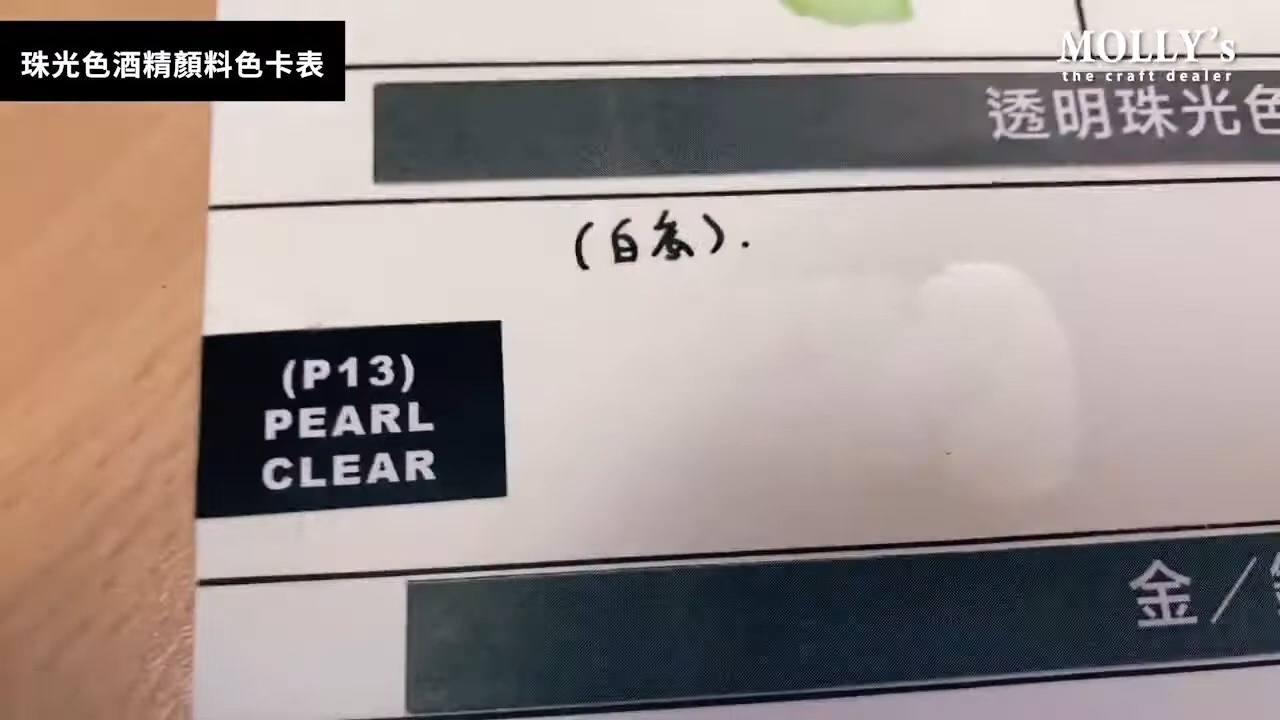 珠光色酒精顏料色卡表
MOLLY's
the craft dealer
透明珠光色
(白系).
(P13)
PEARL
CLEAR
金/